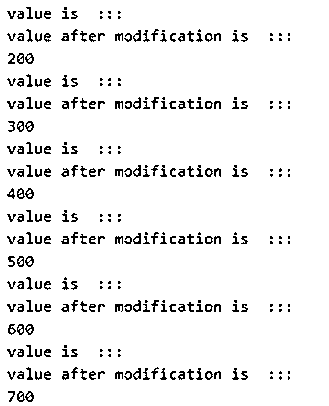 value is  :::
value after modification is  :::
200
value is  :::
value after modification is  :::
300
value is  :::
value after modification is  :::
400
value is  :::
value after modification is  :::
500
value is  :::
value after modification is  :::
600
value is  :::
value after modification is  :::
700